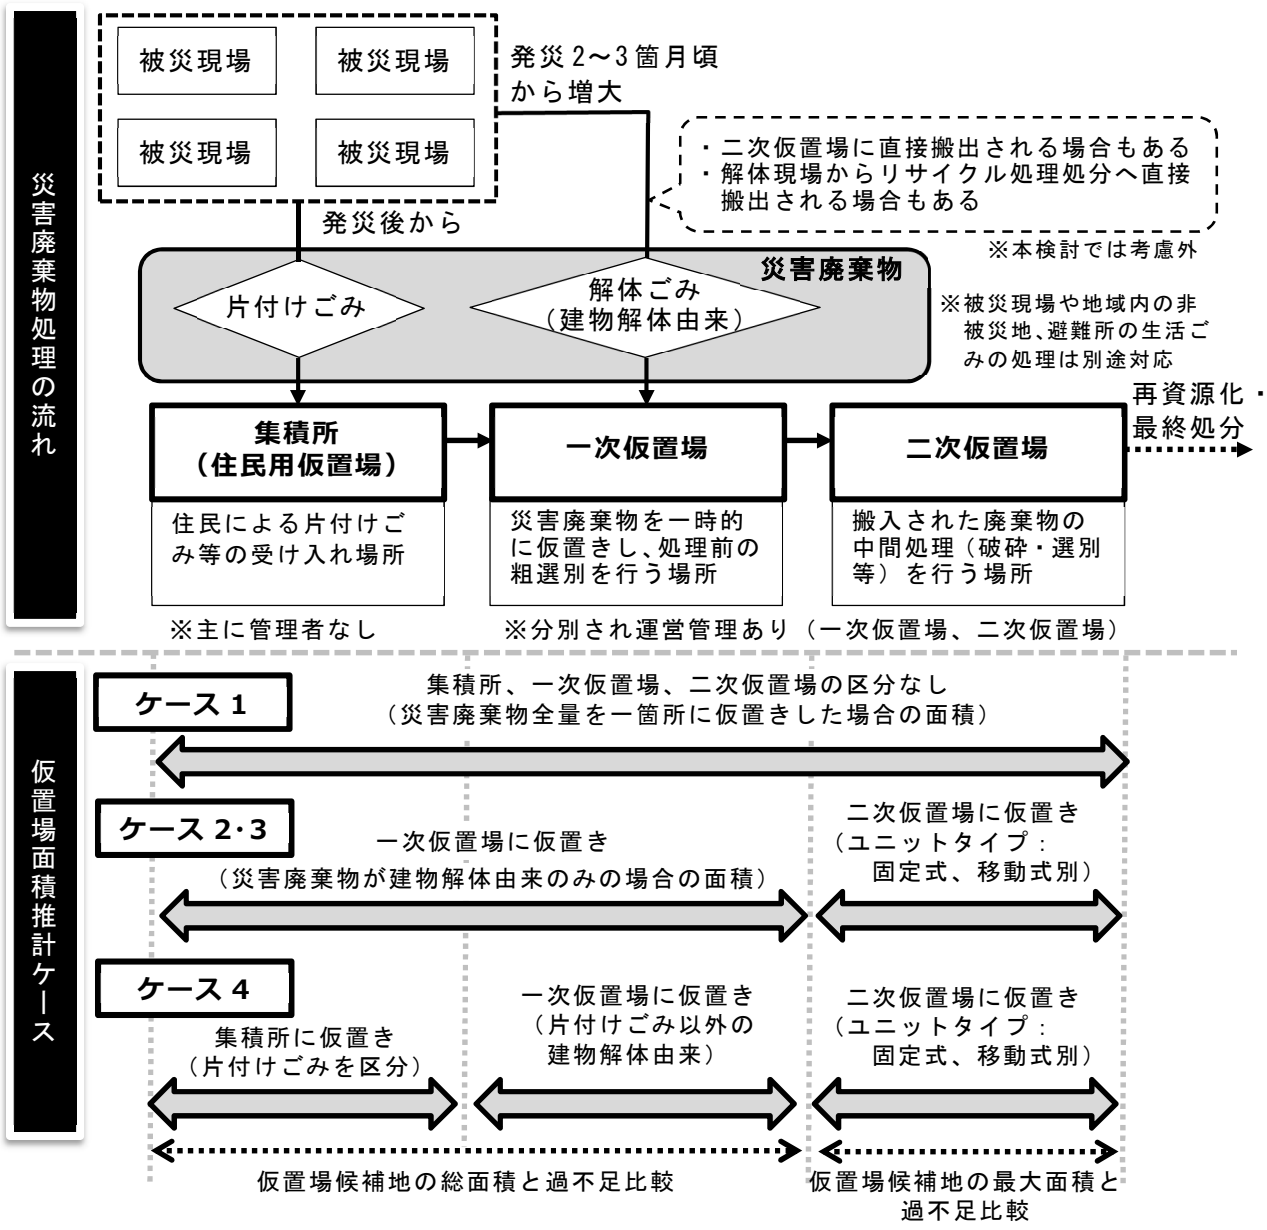 災害廃棄物処理の流れ
被災現場
被災現場
被災現場
被災現場
発災2～3箇月頃
から増大
発災後から
・二次仮置場に直接搬出される場合もある
・解体現場からリサイクル処理処分へ直接
搬出される場合もある
※本検討では考慮外
災害廃棄物
片付けごみ
解体ごみ
（建物解体由来）
※被災現場や地域内の非
被災地、避難所の生活ご
みの処理は別途対応
再資源化・
最終処分
集積所
（住民用仮置場）
一次仮置場
二次仮置場
住民による片付けご
み等の受け入れ場所
災害廃棄物を一時的
に仮置きし、処理前の
粗選別を行う場所
搬入された廃棄物の
中間処理（破砕・選別
等）を行う場所
※主に管理者なし
※分別され運営管理あり（一次仮置場、二次仮置場）
仮置場面積推計ケース
ケース1
集積所、一次仮置場、二次仮置場の区分なし
（災害廃棄物全量を一箇所に仮置きした場合の面積）
ケース2・3
一次仮置場に仮置き
（災害廃棄物が建物解体由来のみの場合の面積）
二次仮置場に仮置き
（ユニットタイプ：
固定式、移動式別）
ケース4
集積所に仮置き
（片付けごみを区分）
一次仮置場に仮置き
（片付けごみ以外の
建物解体由来）
二次仮置場に仮置き
（ユニットタイプ：
固定式、移動式別）
仮置場候補地の総面積と過不足比較
仮置場候補地の最大面積と
過不足比較